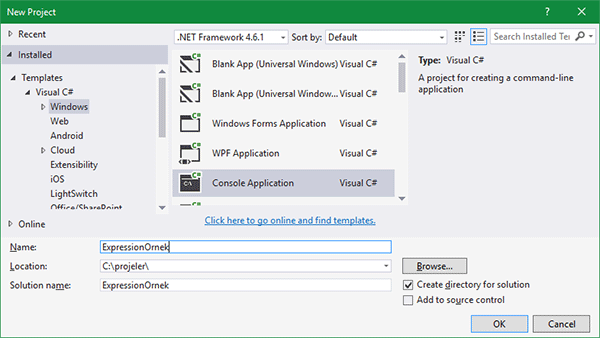 New Project
Recent
Installed
.NET Framework 4.6.1 Sort by: Default Search Installed Te
Templates
Visual C#
Windows
Web
Android
Cloud
Extensibility
iOS
LightSwitch
Office/SharePoint
Online
Blank App (Universal Windows) Visual C#
Blank App (Universal Window... Visual C#
Windows Forms Application Visual C#
WPF Application Visual C#
Console Application Visual C#
Click here to go online and find templates.
Type: Visual C#
A project for creating a command-line
application
Name: ExpressionOrnek
Location: C:\projeler\ Browse...
Solution name: ExpressionOrnek
Create directory for solution
Add to source control
OK Cancel